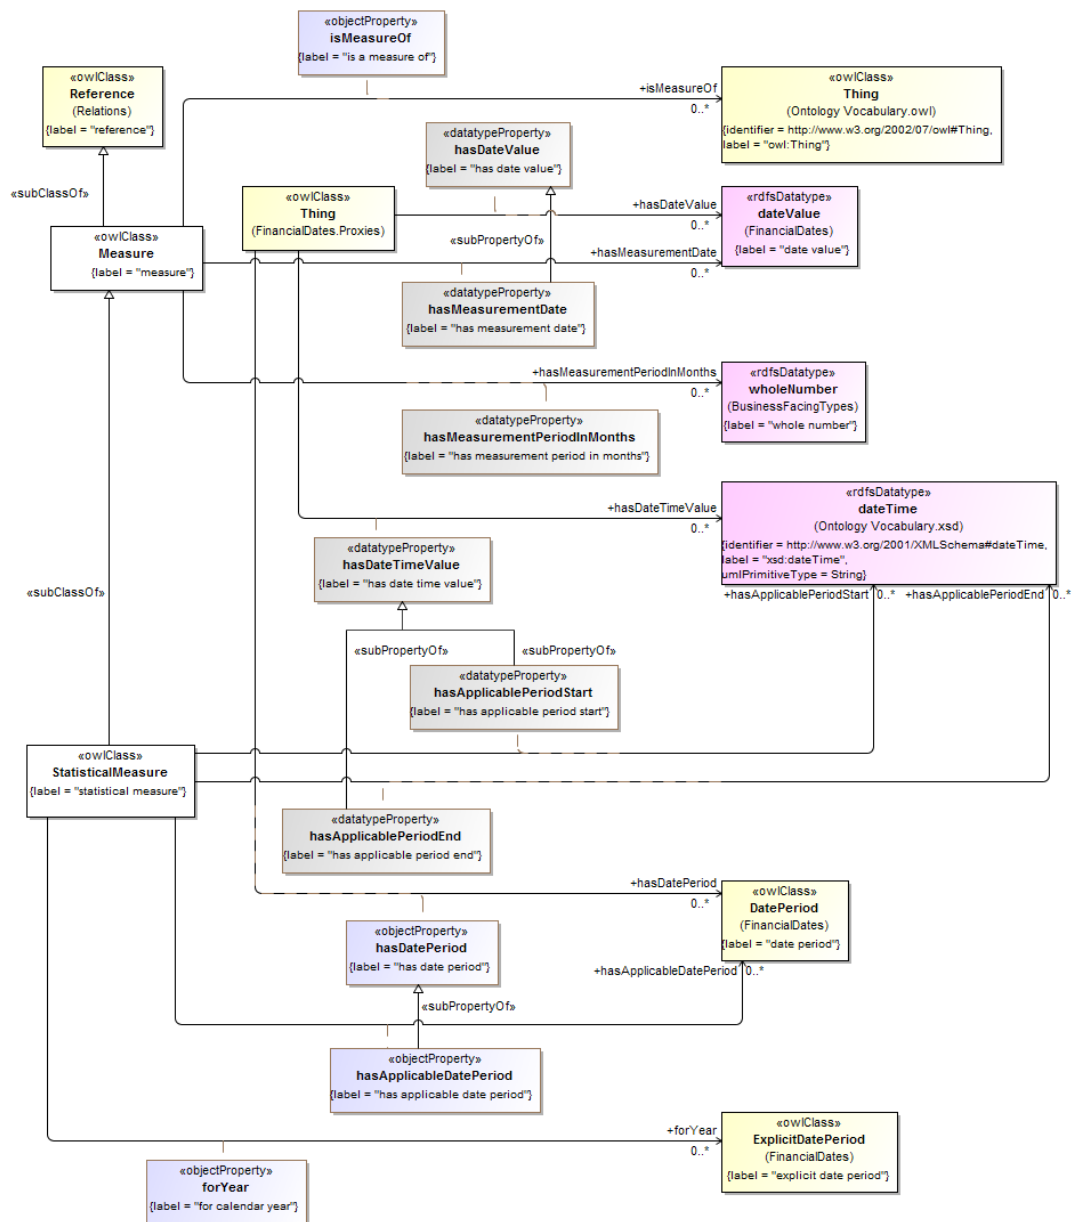 «objectProperty»
isMeasureOf
{label = "is a measure of"}
«owlClass»
Reference
(Relations)
{label = "reference"}
+isMeasureOf
0..*
«owlClass»
Thing
(Ontology Vocabulary.owl)
{identifier = http://www.w3.org/2002/07/owl#Thing,
label = "owl:Thing"}
«datatypeProperty»
hasDateValue
{label = "has date value"}
«subClassOf»
«owlClass»
Thing
(FinancialDates.Proxies)
+hasDateValue
0..*
«rdfsDatatype»
dateValue
(FinancialDates)
{label = "date value"}
«owlClass»
Measure
{label = "measure"}
«subPropertyOf»
+hasMeasurementDate
0..*
«datatypeProperty»
hasMeasurementDate
{label = "has measurement date"}
+hasMeasurementPeriodInMonths
0..*
«rdfsDatatype»
wholeNumber
(BusinessFacingTypes)
{label = "whole number"}
«datatypeProperty»
hasMeasurementPeriodInMonths
{label = "has measurement period in months"}
+hasDateTimeValue
0..*
«rdfsDatatype»
dateTime
(Ontology Vocabulary.xsd)
{identifier = http://www.w3.org/2001/XMLSchema#dateTime,
label = "xsd:dateTime",
umlPrimitiveType = String}
«datatypeProperty»
hasDateTimeValue
{label = "has date time value"}
«subClassOf»
+hasApplicablePeriodStart 0..*
+hasApplicablePeriodEnd 0..*
«subPropertyOf»
«subPropertyOf»
«datatypeProperty»
hasApplicablePeriodStart
{label = "has applicable period start"}
«owlClass»
StatisticalMeasure
{label = "statistical measure"}
«datatypeProperty»
hasApplicablePeriodEnd
{label = "has applicable period end"}
+hasDatePeriod
0..*
«owlClass»
DatePeriod
(FinancialDates)
{label = "date period"}
«objectProperty»
hasDatePeriod
{label = "has date period"}
+hasApplicableDatePeriod 0..*
«subPropertyOf»
«objectProperty»
hasApplicableDatePeriod
{label = "has applicable date period"}
+forYear
0..*
«owlClass»
ExplicitDatePeriod
(FinancialDates)
{label = "explicit date period"}
«objectProperty»
forYear
{label = "for calendar year"}